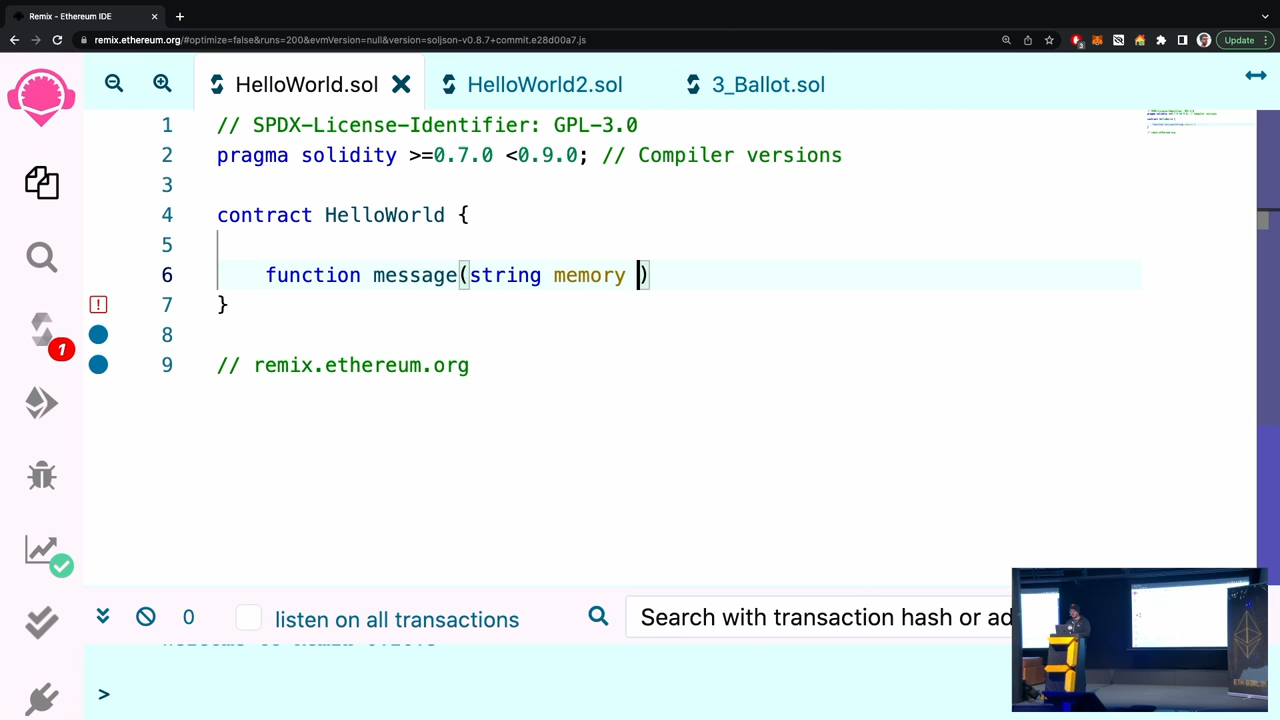 Remix - Ethereum IDE
remix.ethereum.org/#optimize=false&runs=200&evmVersion=null&version=soljson-v0.8.7+commit.e28d00a7.js
3
Update
HelloWorld.sol
HelloWorld2.sol
3_Ballot.sol
1 // SPDX-License-Identifier: GPL-3.0
2 pragma solidity >=0.7.0 <0.9.0; // Compiler versions
3
4 contract HelloWorld {
5
6 function message(string memory )
7 }
8
9 // remix.ethereum.org
1
0
listen on all transactions
Search with transaction hash or ad
>